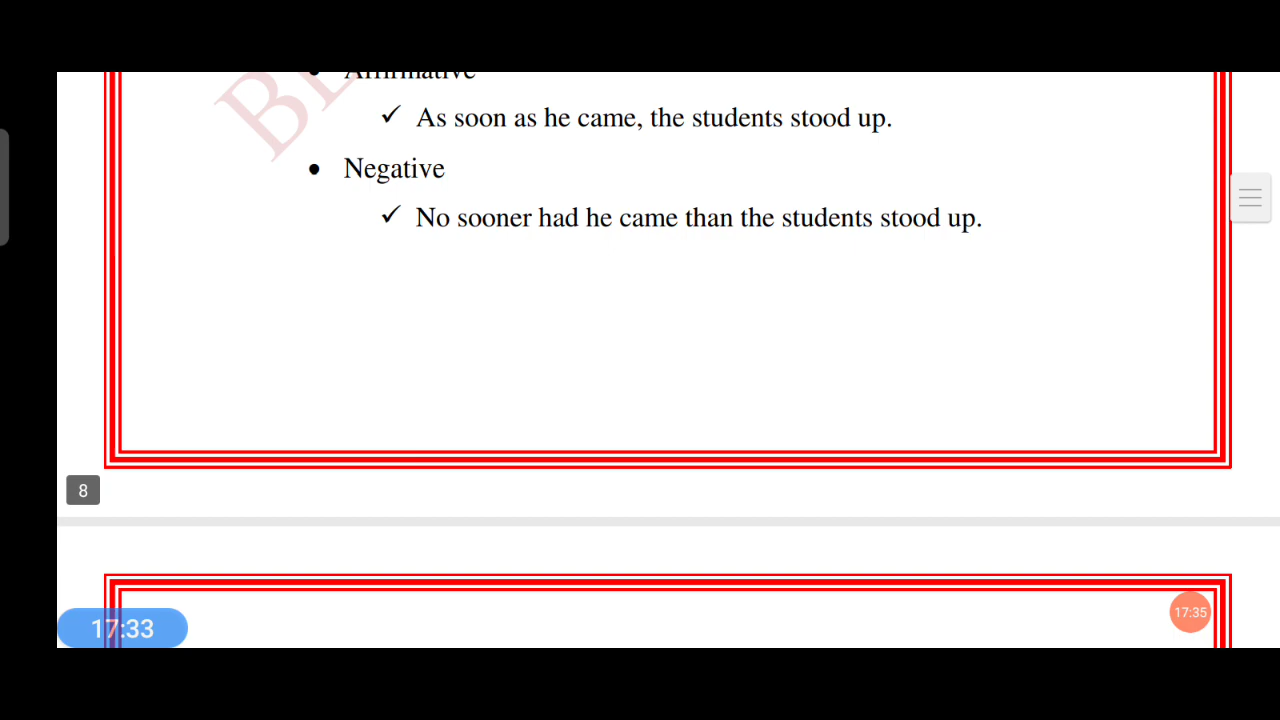 • Affirmative
✓ As soon as he came, the students stood up.
• Negative
✓ No sooner had he came than the students stood up.
8
17:33
17:35